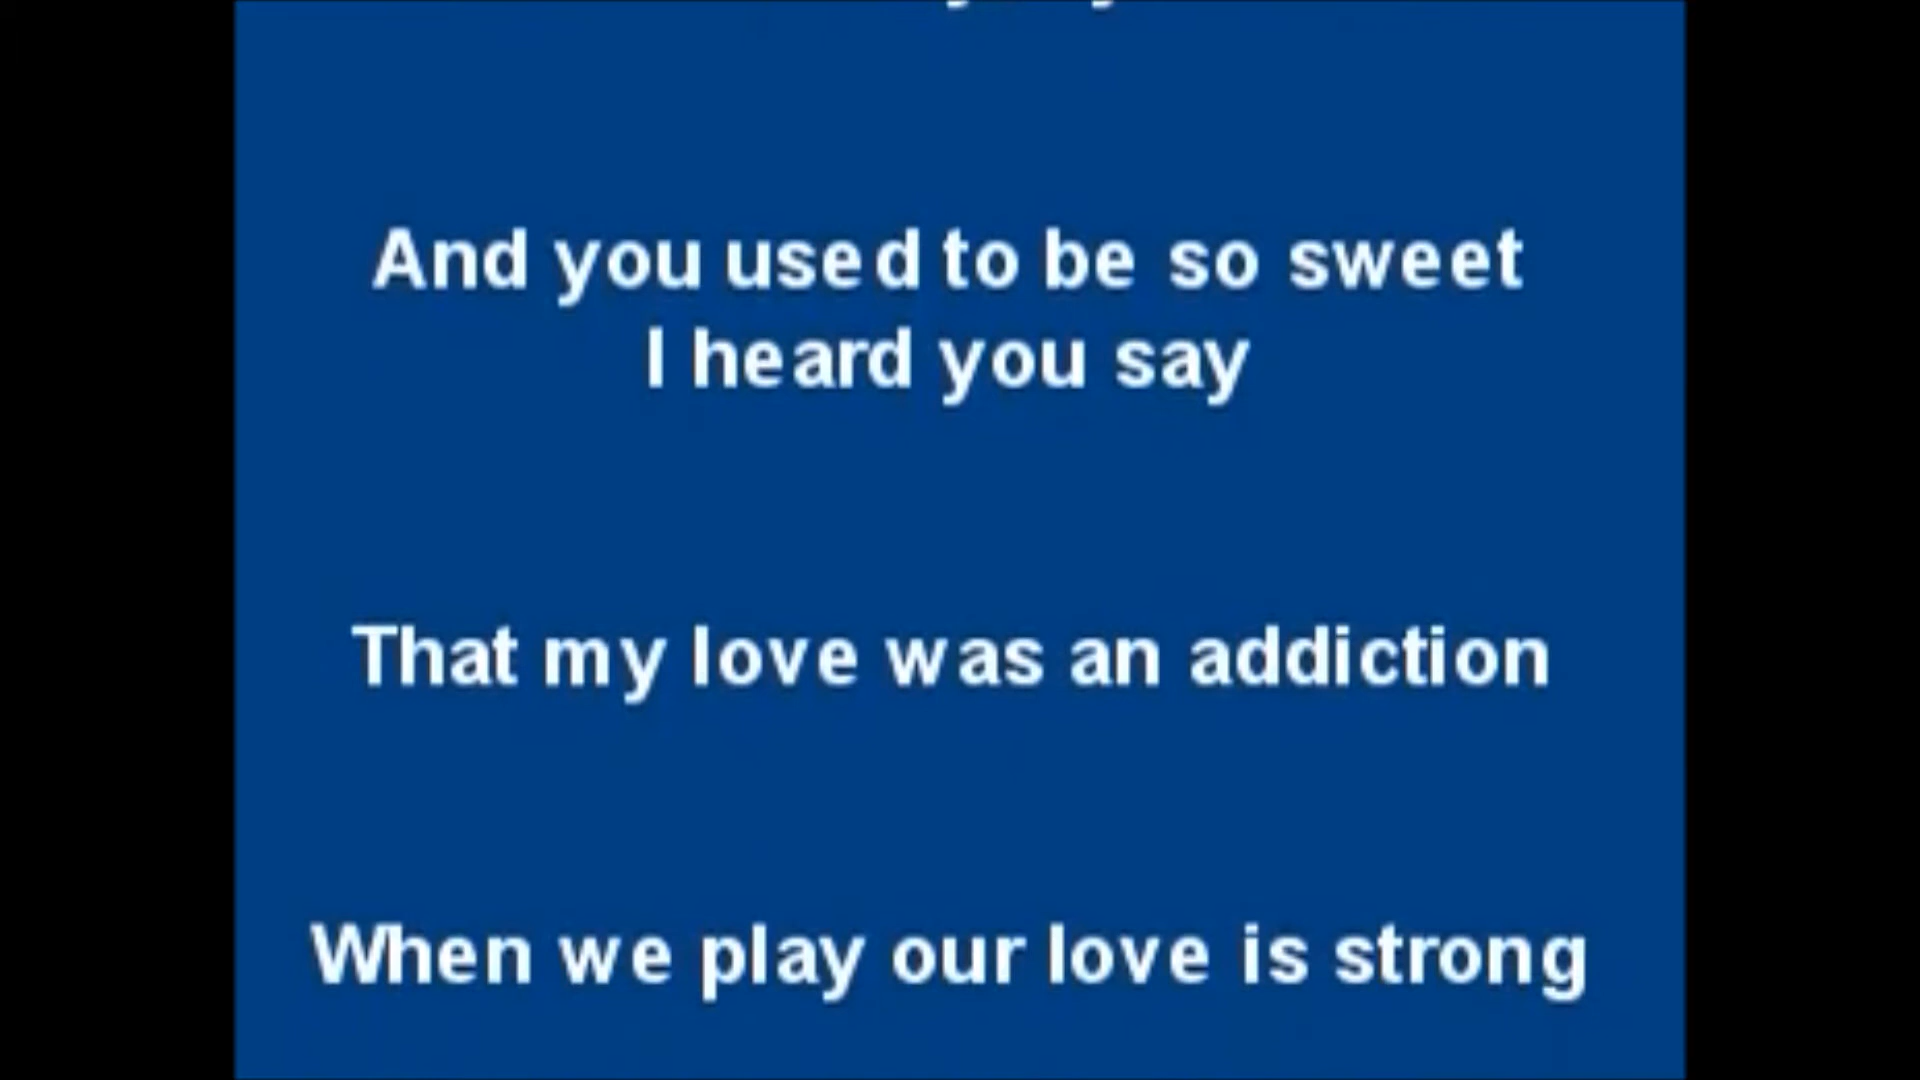 And you used to be so sweet
I heard you say
That my love was an addiction
When we play our love is strong